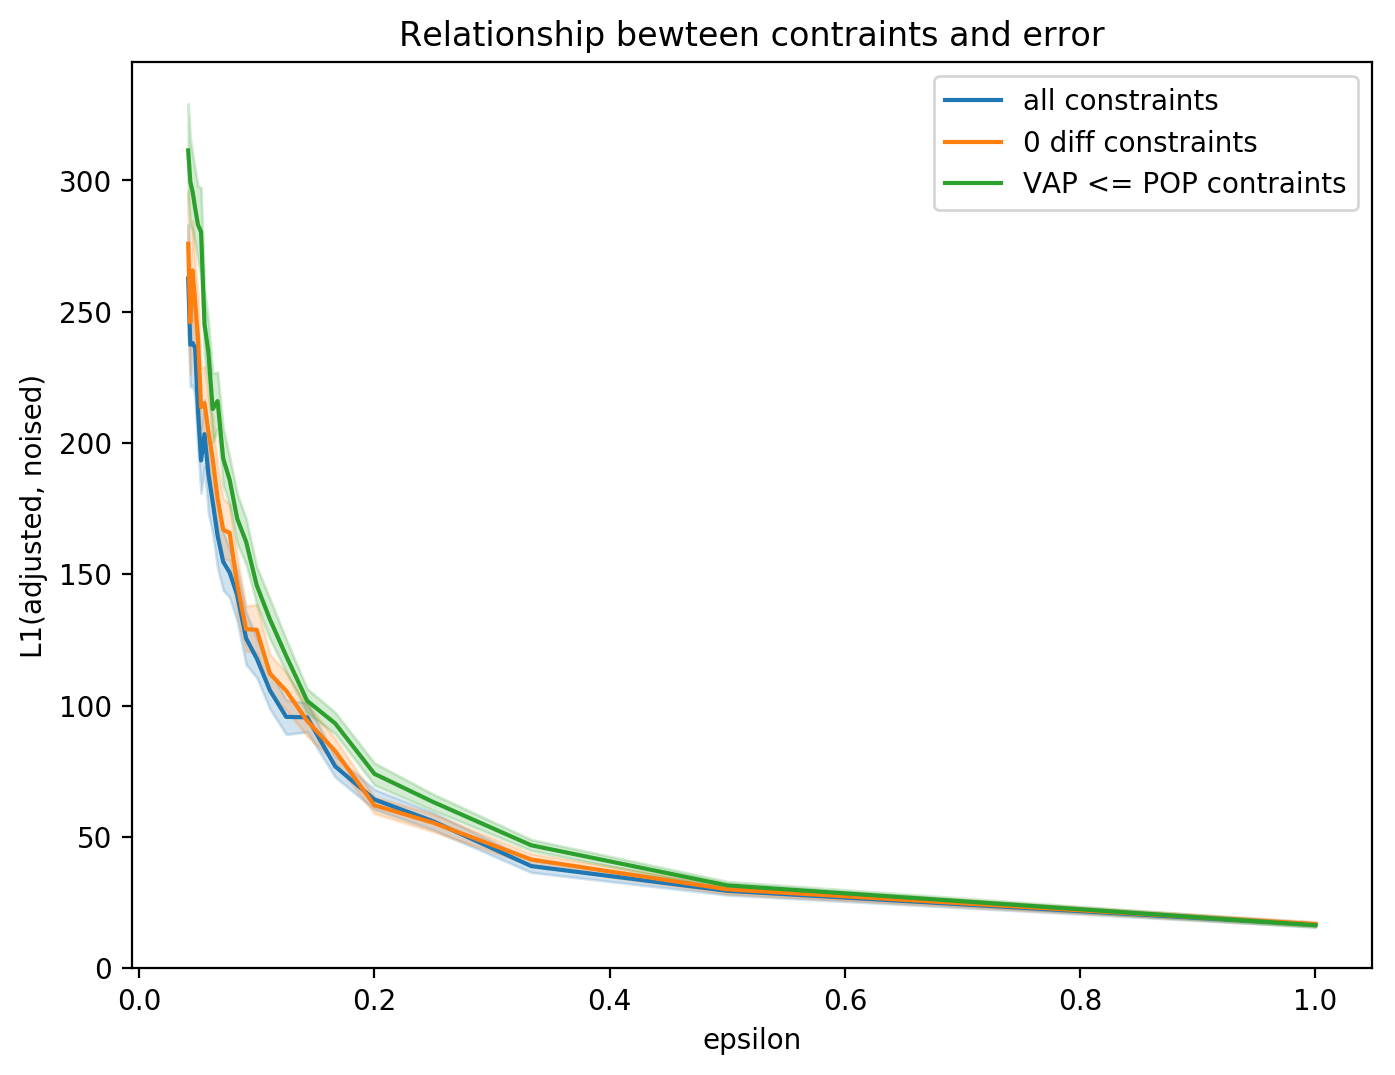 Relationship bewteen contraints and error
all constraints
0 diff constraints
VAP <= POP contraints
L1(adjusted, noised)
300
250
200
150
100
50
0
0.0 0.2 0.4 0.6 0.8 1.0
epsilon